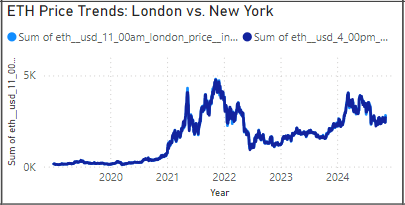 ETH Price Trends: London vs. New York
Sum of eth__usd_11_00am_london_price__in... Sum of eth__usd_4_00pm_...
Sum of eth__usd_11_00...
5K
0K
2020 2021 2022 2023 2024
Year